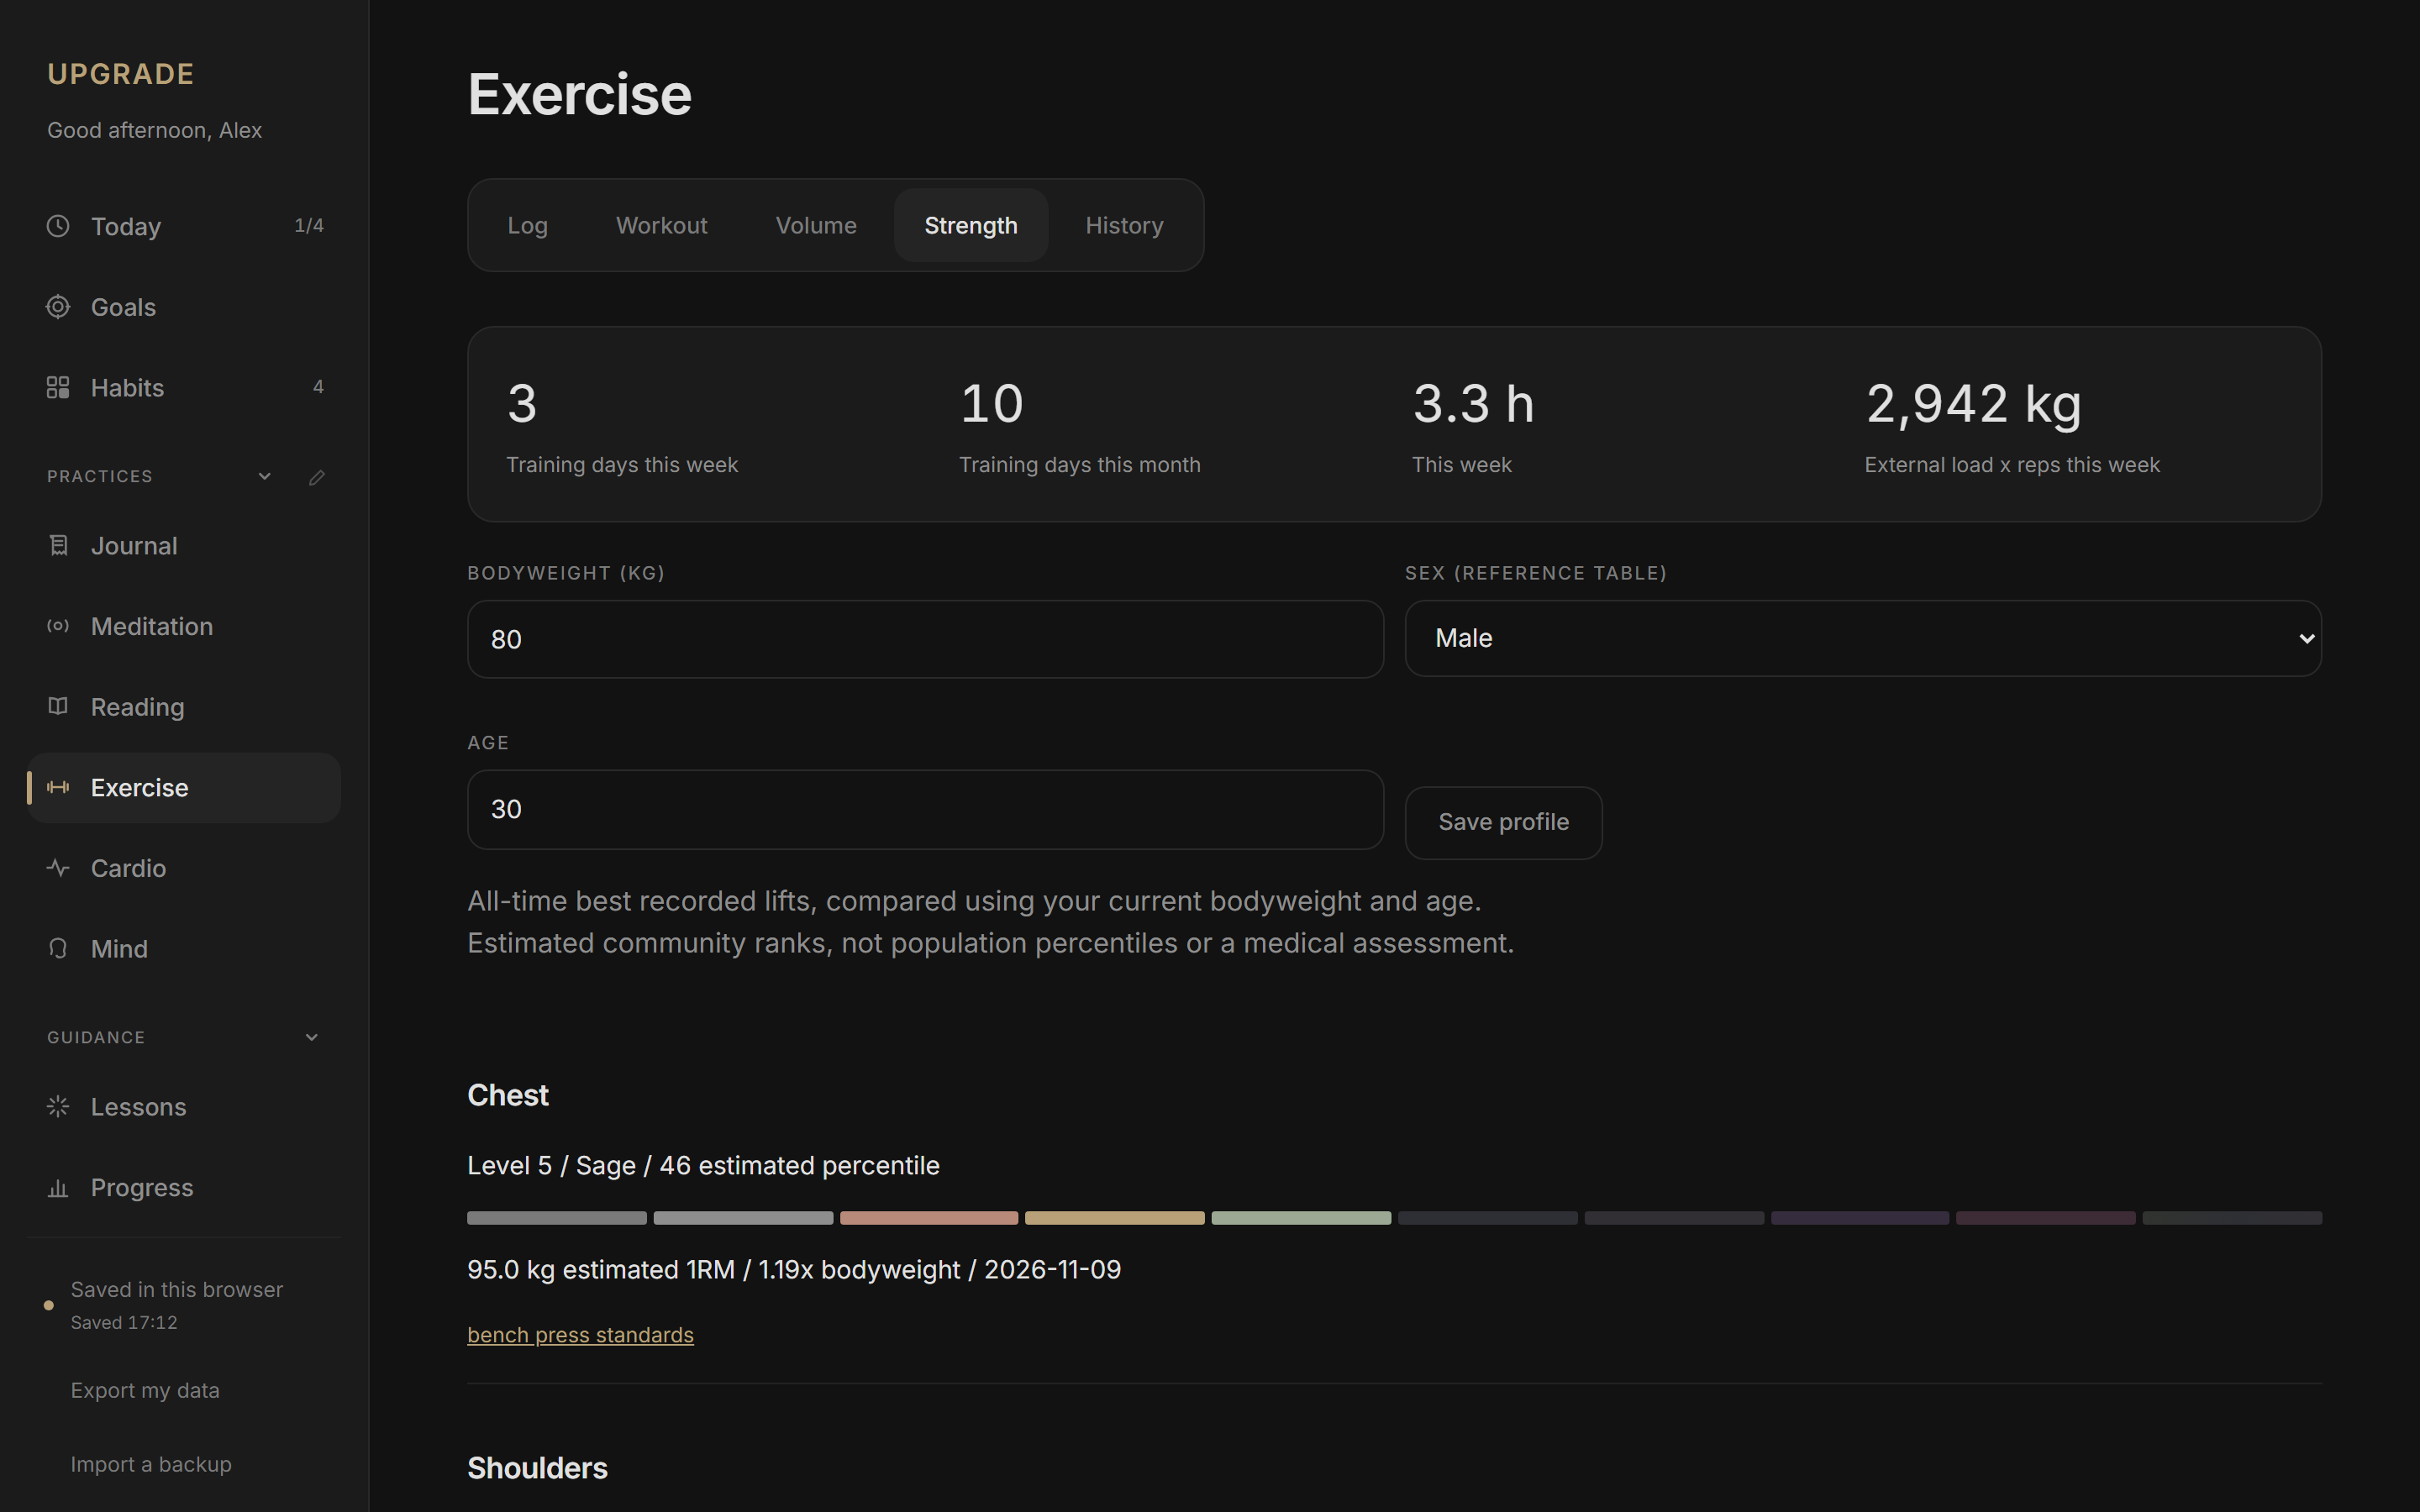 UPGRADE
Good afternoon, Alex
Today 1/4
Goals
Habits 4
PRACTICES
Journal
Meditation
Reading
Exercise
Cardio
Mind
GUIDANCE
Lessons
Progress
Saved in this browser
Saved 17:12
Export my data
Import a backup
Exercise
Log Workout Volume Strength History
3 10 3.3 h 2,942 kg
Training days this week Training days this month This week External load x reps this week
BODYWEIGHT (KG) SEX (REFERENCE TABLE)
80 Male
AGE
30 Save profile
All-time best recorded lifts, compared using your current bodyweight and age.
Estimated community ranks, not population percentiles or a medical assessment.
Chest
Level 5 / Sage / 46 estimated percentile
95.0 kg estimated 1RM / 1.19x bodyweight / 2026-11-09
bench press standards
Shoulders